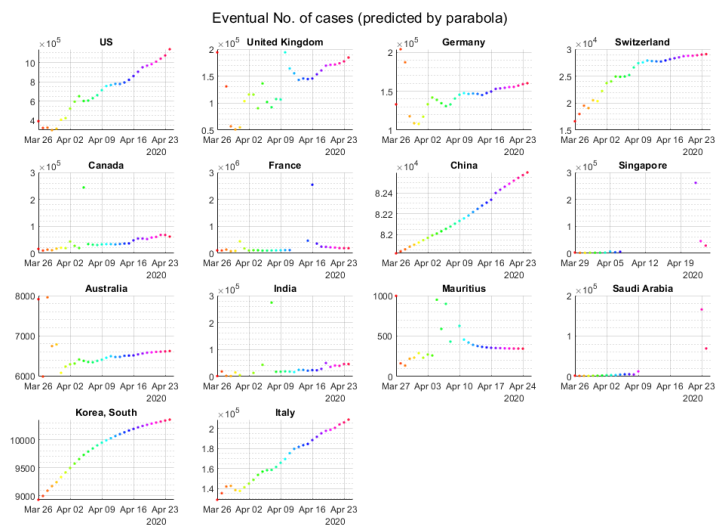 Eventual No. of cases (predicted by parabola)
US
×10^5
10
8
6
4
Mar 26 Apr 02 Apr 09 Apr 16 Apr 23
2020
United Kingdom
×10^5
2
1.5
1
0.5
Mar 26 Apr 02 Apr 09 Apr 16 Apr 23
2020
Germany
×10^5
2
1.5
1
Mar 26 Apr 02 Apr 09 Apr 16 Apr 23
2020
Switzerland
×10^4
3
2.5
2
1.5
Mar 26 Apr 02 Apr 09 Apr 16 Apr 23
2020
Canada
×10^5
3
2
1
0
Mar 26 Apr 02 Apr 09 Apr 16 Apr 23
2020
France
×10^6
3
2
1
0
Mar 26 Apr 02 Apr 09 Apr 16 Apr 23
2020
China
×10^4
8.24
8.22
8.2
Mar 26 Apr 02 Apr 09 Apr 16 Apr 23
2020
Singapore
×10^5
3
2
1
0
Mar 29 Apr 05 Apr 12 Apr 19
2020
Australia
8000
7000
6000
Mar 26 Apr 02 Apr 09 Apr 16 Apr 23
2020
India
×10^5
3
2
1
0
Mar 26 Apr 02 Apr 09 Apr 16 Apr 23
2020
Mauritius
1000
500
0
Mar 27 Apr 03 Apr 10 Apr 17 Apr 24
2020
Saudi Arabia
×10^5
2
1
0
Mar 26 Apr 02 Apr 09 Apr 16 Apr 23
2020
Korea, South
10000
9500
9000
Mar 26 Apr 02 Apr 09 Apr 16 Apr 23
2020
Italy
×10^5
2
1.8
1.6
1.4
Mar 26 Apr 02 Apr 09 Apr 16 Apr 23
2020